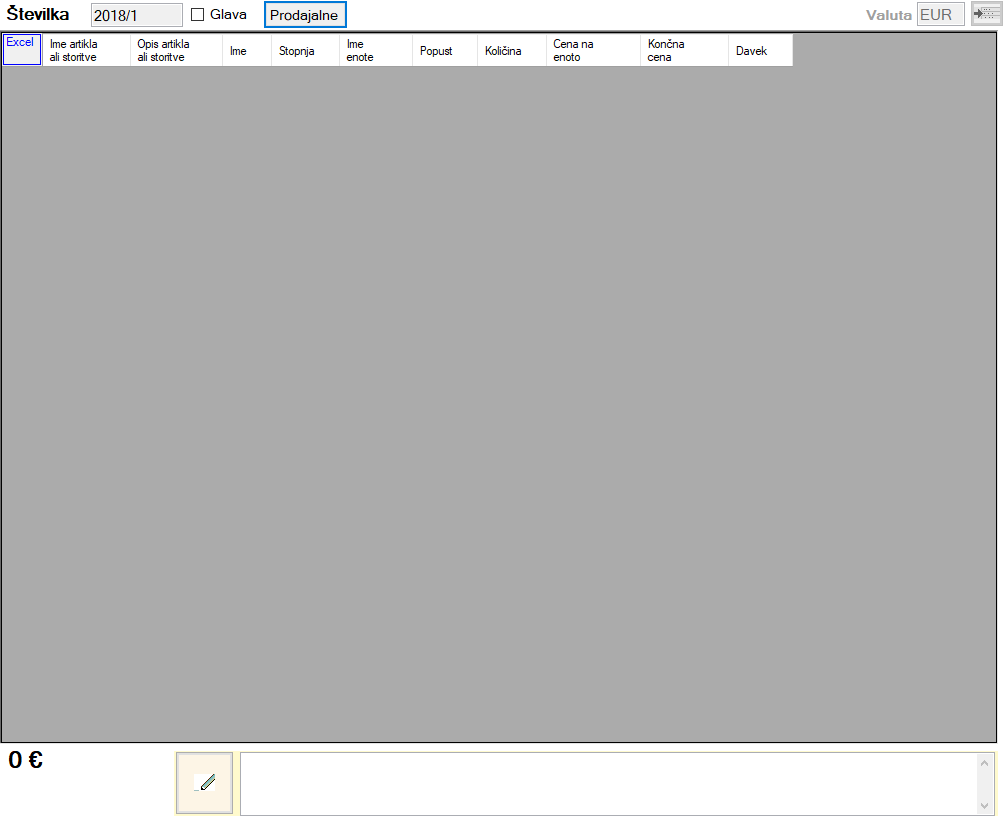 Številka 2018/1 Glava Prodajalne Valuta EUR
Excel Ime artikla ali storitve Opis artikla ali storitve Ime Stopnja Ime enote Popust Količina Cena na enoto Končna cena Davek
0 €